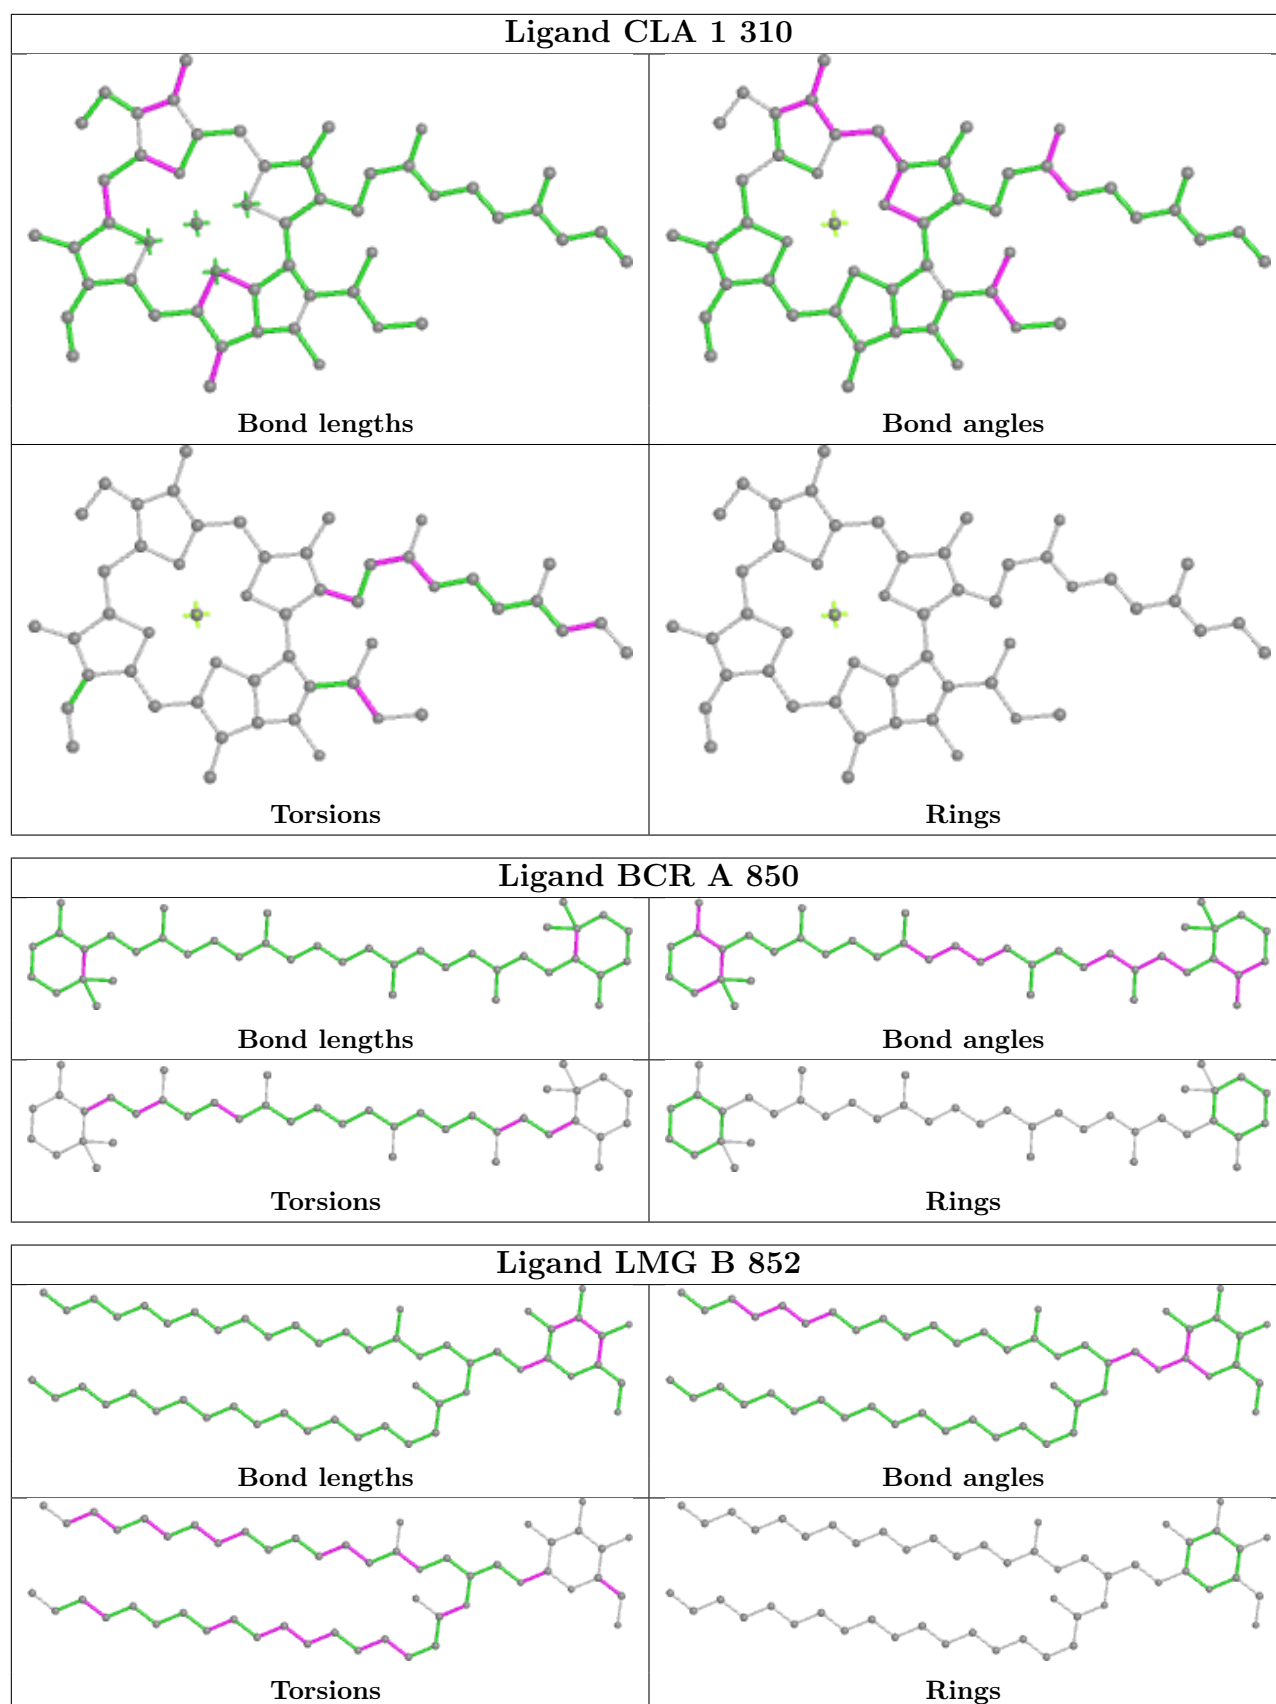 Ligand CLA 1 310
Bond lengths
Bond angles
Torsions
Rings
Ligand BCR A 850
Bond lengths
Bond angles
Torsions
Rings
Ligand LMG B 852
Bond lengths
Bond angles
Torsions
Rings